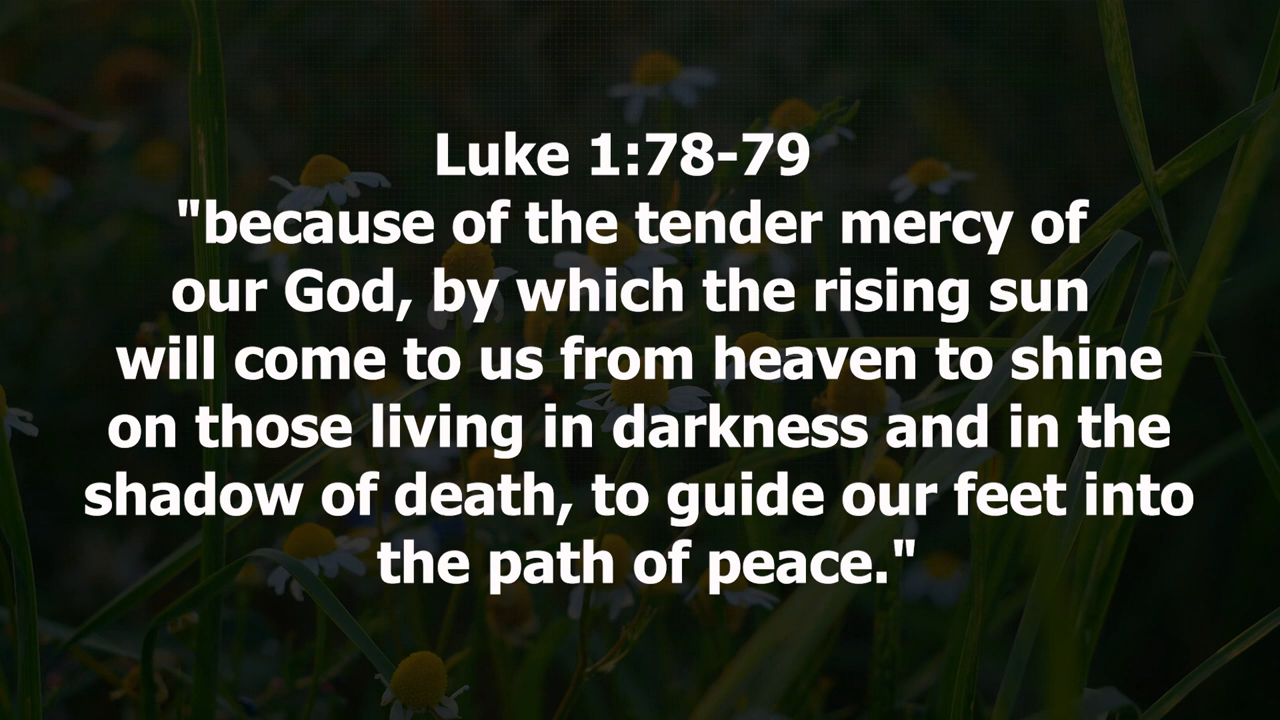 Luke 1:78-79
"because of the tender mercy of
our God, by which the rising sun
will come to us from heaven to shine
on those living in darkness and in the
shadow of death, to guide our feet into
the path of peace."